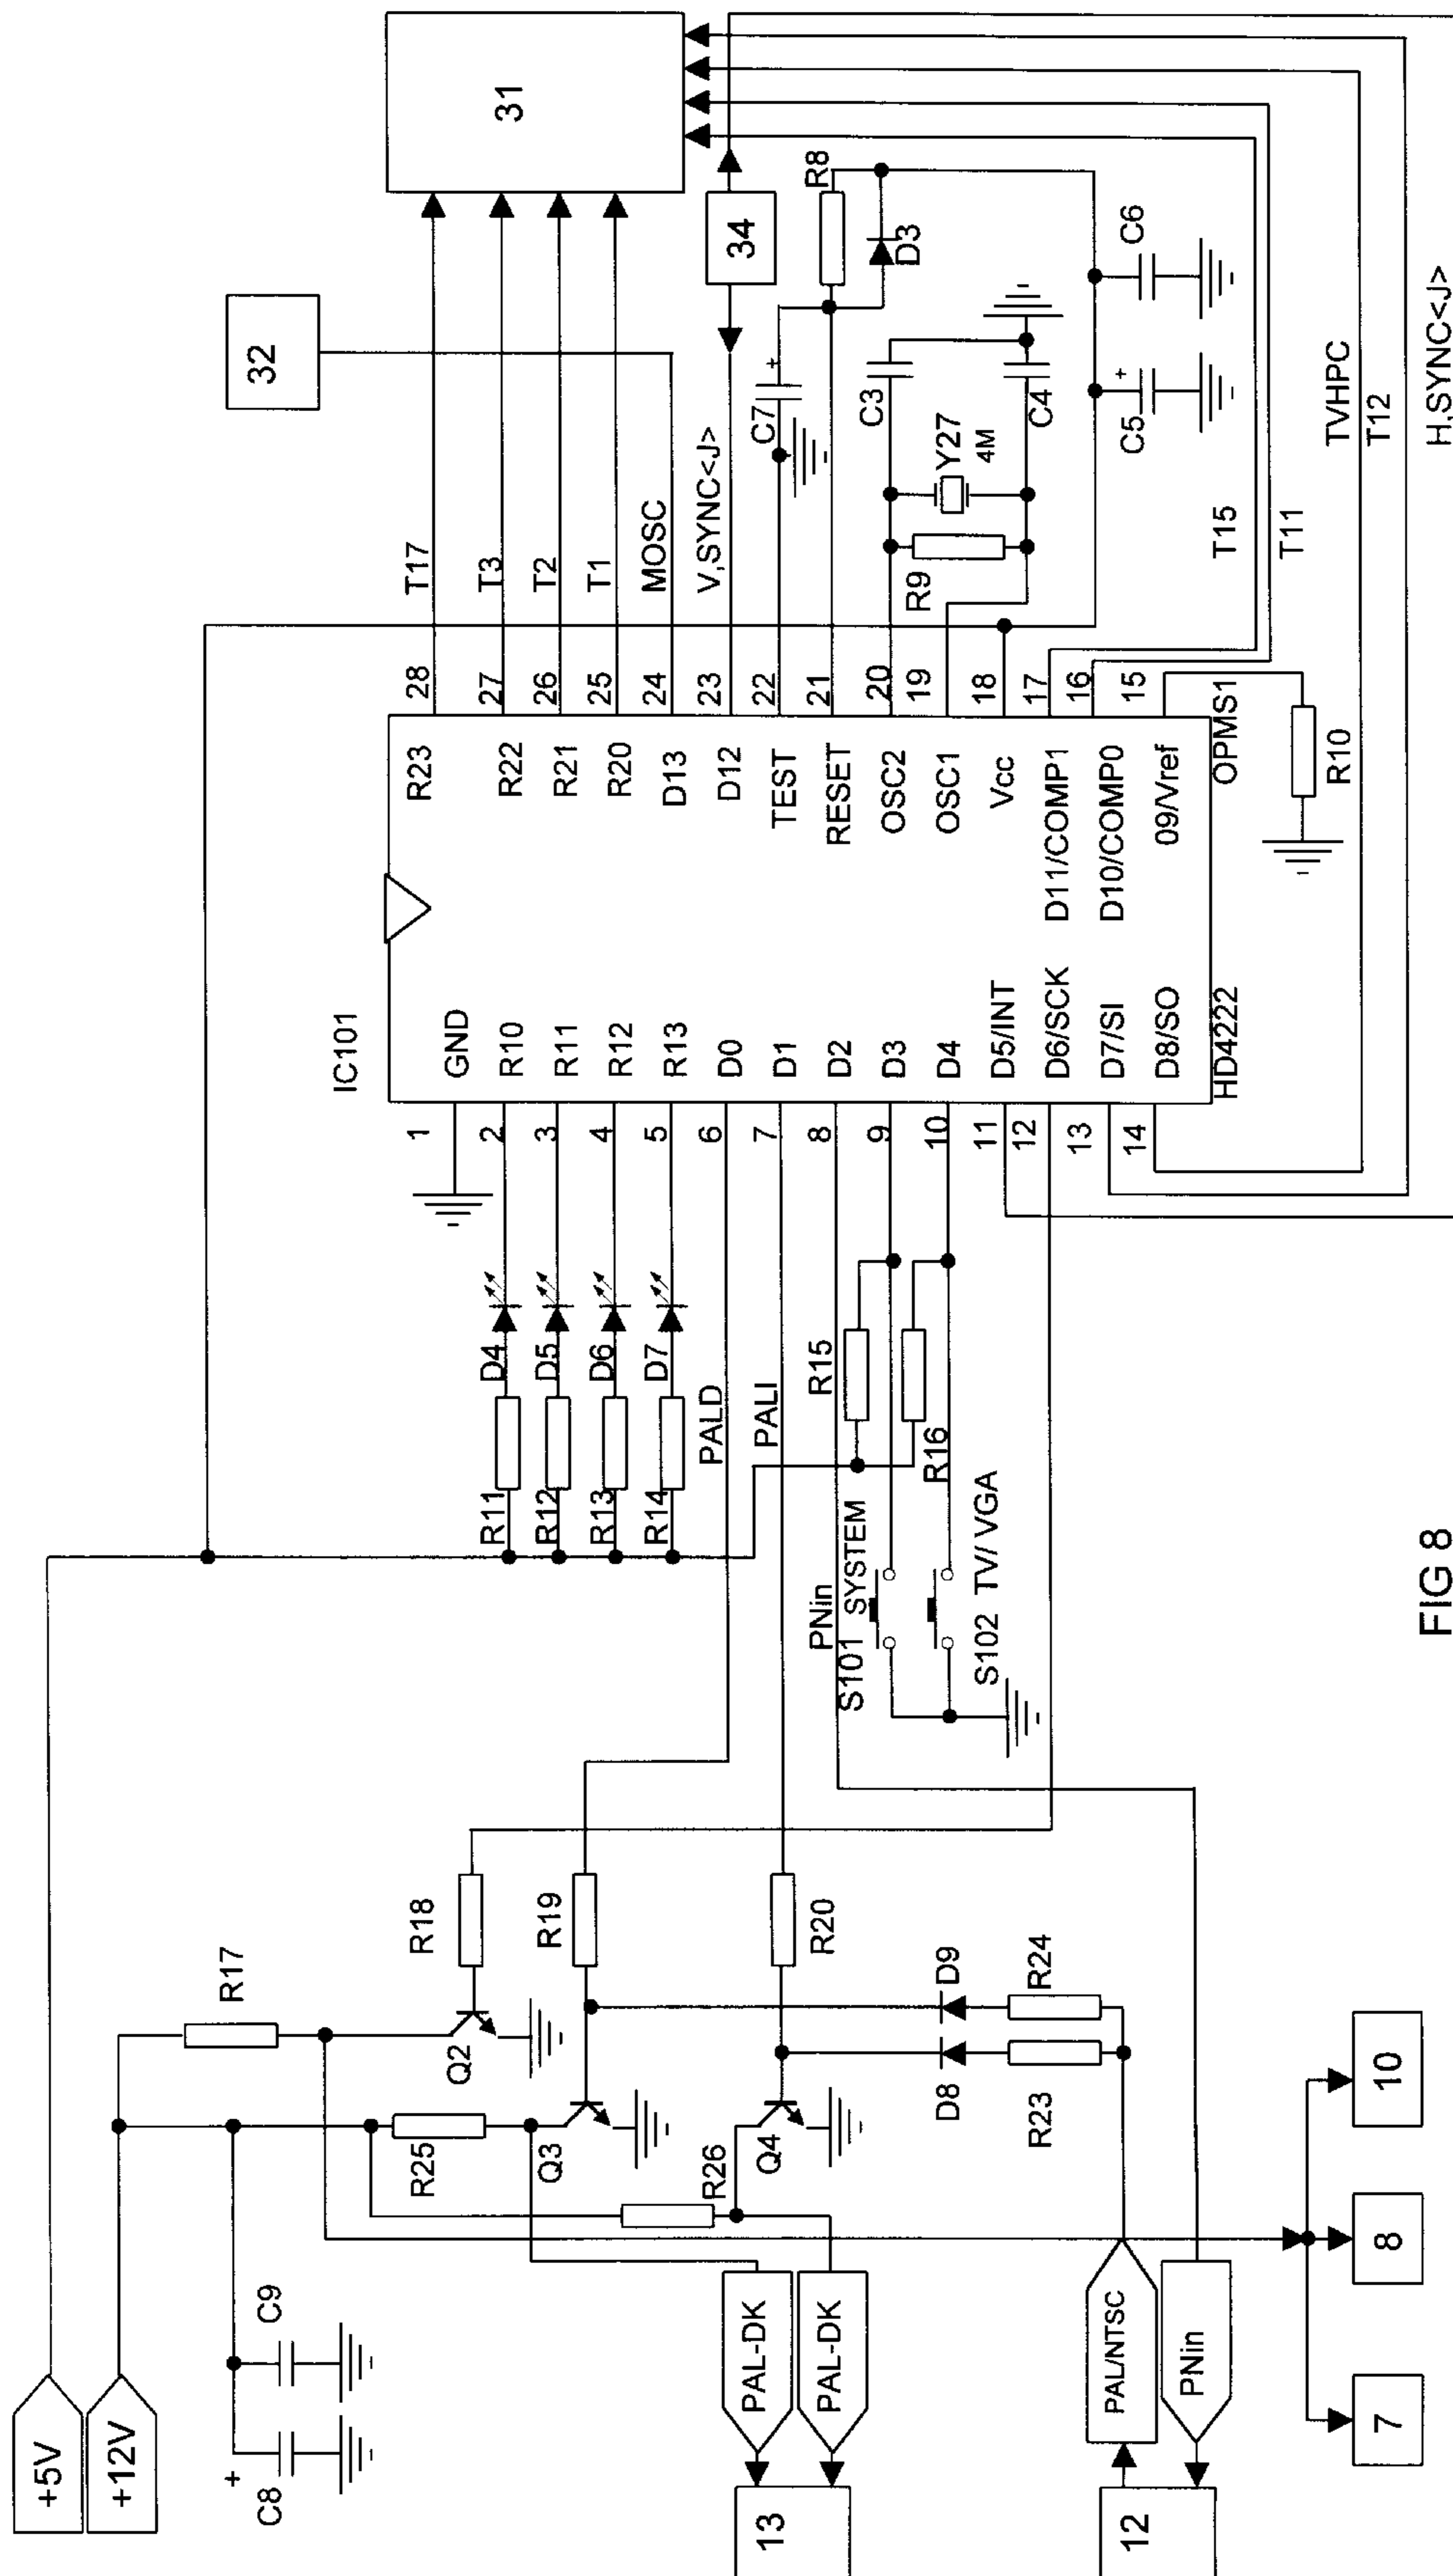 +5V
+12V
C8
+
C9
R17
R25
R26
Q2
Q3
Q4
R18
R19
R20
D8
D9
R23
R24
13
PAL-DK
PAL-DK
12
PAL/NTSC
PNin
7
8
10
R11
R12
R13
R14
D4
D5
D6
D7
PALD
PALI
PNin
R15
R16
S101
SYSTEM
S102 TV/VGA
IC101
1 GND
2 R10
3 R11
4 R12
5 R13
6 D0
7 D1
8 D2
9 D3
10 D4
11 D5/INT
12 D6/SCK
13 D7/SI
14 D8/SO
HD4222
R23 28 T17
R22 27 T3
R21 26 T2
R20 25 T1
D13 24 MOSC
D12 23 V,SYNC<J>
TEST 22
RESET 21
OSC2 20
OSC1 19
Vcc 18
D11/COMP1 17
D10/COMP0 16
09/Vref 15
OPMS1
R10
31
32
34
C7
+
R8
D3
C3
C4
Y27
4M
R9
C5
+
C6
T15
T11
TVHPC
T12
H,SYNC<J>
FIG 8